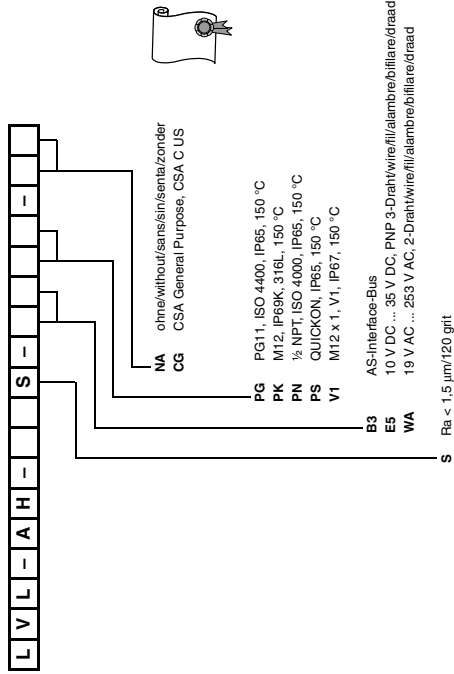 L V L – A H – S – –
NA ohne/without/sans/sin/senta/zonder
CG CSA General Purpose, CSA C US
PG PG11, ISO 4400, IP65, 150 °C
PK M12, IP69K, 316L, 150 °C
PN ½ NPT, ISO 4000, IP65, 150 °C
PS QUICKON, IP65, 150 °C
V1 M12 x 1, V1, IP67, 150 °C
B3 AS-Interface-Bus
E5 10 V DC ... 35 V DC, PNP 3-Draht/wire/fil/alambre/bifilare/draad
WA 19 V AC ... 253 V AC, 2-Draht/wire/fil/alambre/bifilare/draad
S Ra < 1,5 µm/120 grit